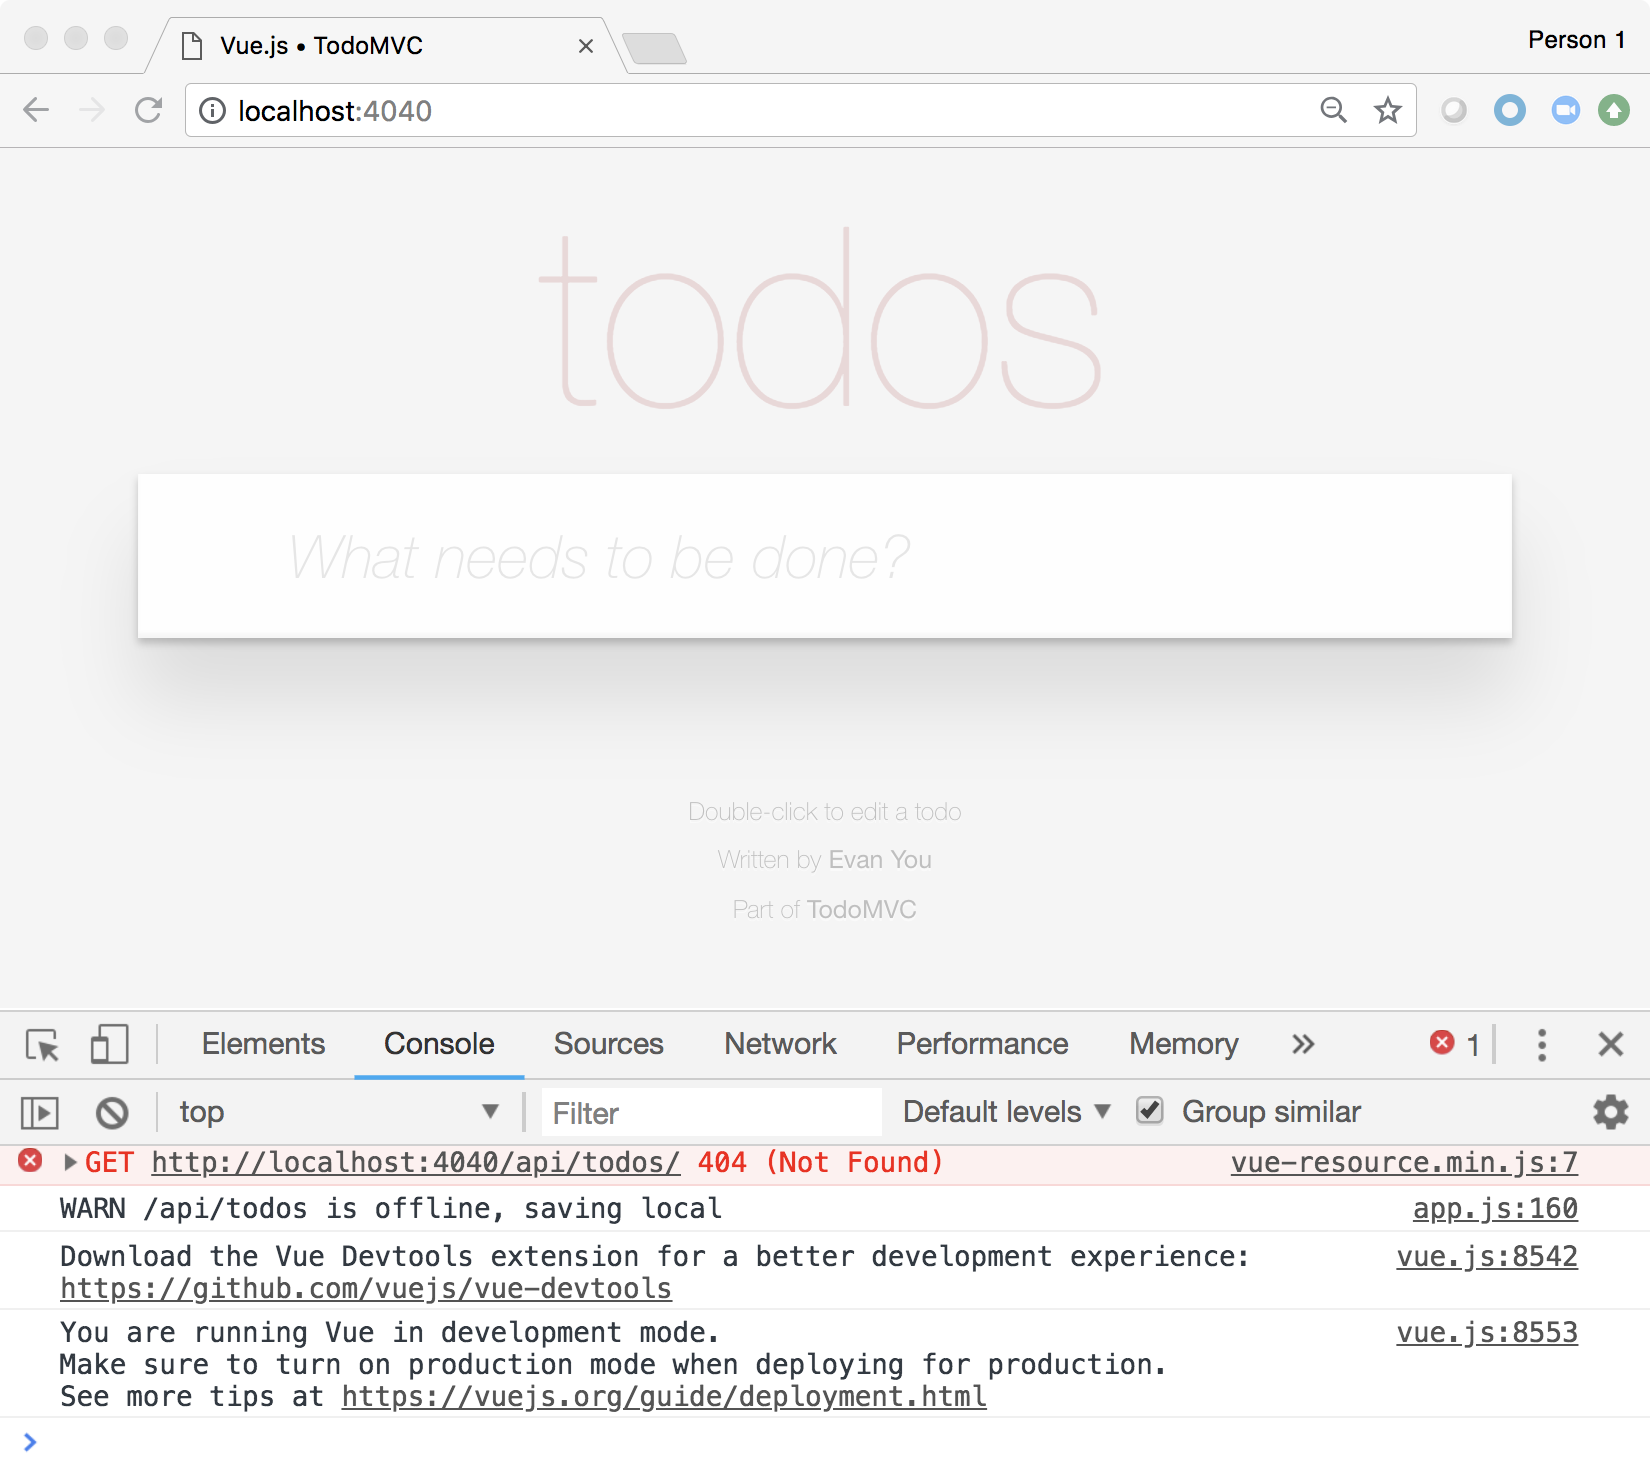 Vue.js • TodoMVC
Person 1
localhost:4040
todos
What needs to be done?
Double-click to edit a todo
Written by Evan You
Part of TodoMVC
Elements Console Sources Network Performance Memory » 1
top Filter Default levels Group similar
GET http://localhost:4040/api/todos/ 404 (Not Found) vue-resource.min.js:7
WARN /api/todos is offline, saving local app.js:160
Download the Vue Devtools extension for a better development experience: vue.js:8542
https://github.com/vuejs/vue-devtools
You are running Vue in development mode. vue.js:8553
Make sure to turn on production mode when deploying for production.
See more tips at https://vuejs.org/guide/deployment.html